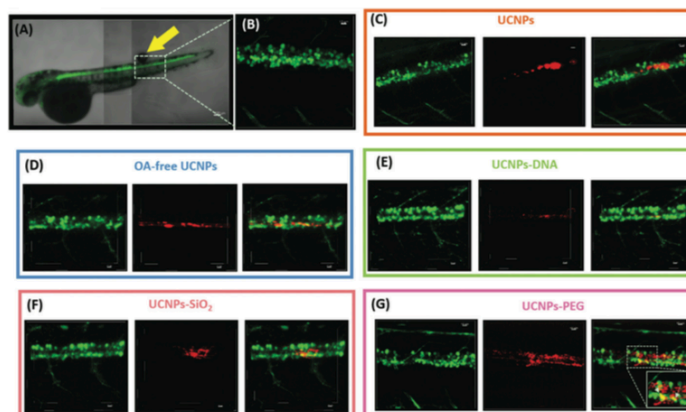 (A)
(B)
(C)
UCNPs
(D)
OA-free UCNPs
(E)
UCNPs-DNA
(F)
UCNPs-SiO₂
(G)
UCNPs-PEG